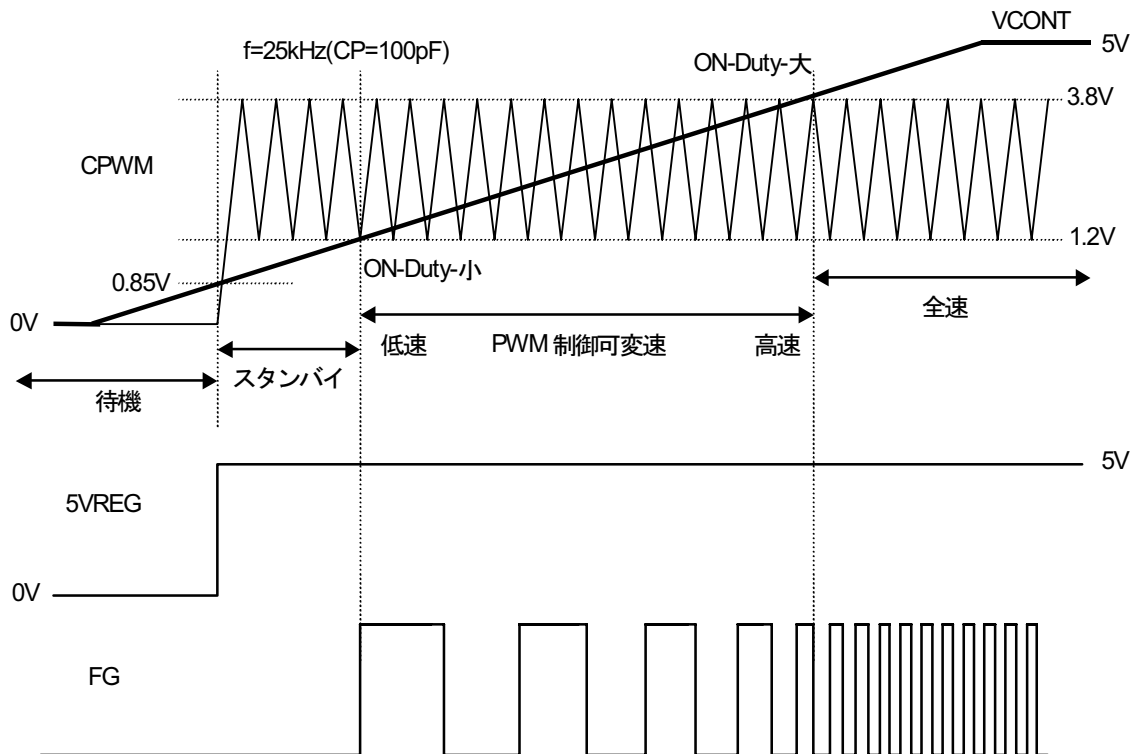 VCONT
5V
f=25kHz(CP=100pF)
ON-Duty-大
3.8V
CPWM
1.2V
0.85V
ON-Duty-小
全速
0V
低速 PWM 制御可変速 高速
スタンバイ
待機
5V
5VREG
0V
FG